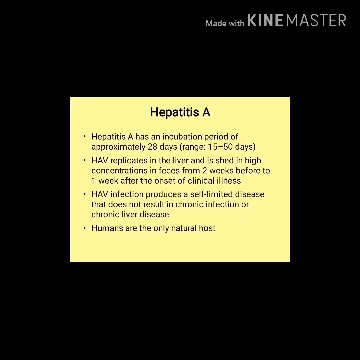 Made with KINEMASTER
Hepatitis A
• Hepatitis A has an incubation period of
approximately 28 days (range: 15–50 days)
• HAV replicates in the liver and is shed in high
concentrations in feces from 2 weeks before to
1 week after the onset of clinical illness
• HAV infection produces a self-limited disease
that does not result in chronic infection or
chronic liver disease
• Humans are the only natural host